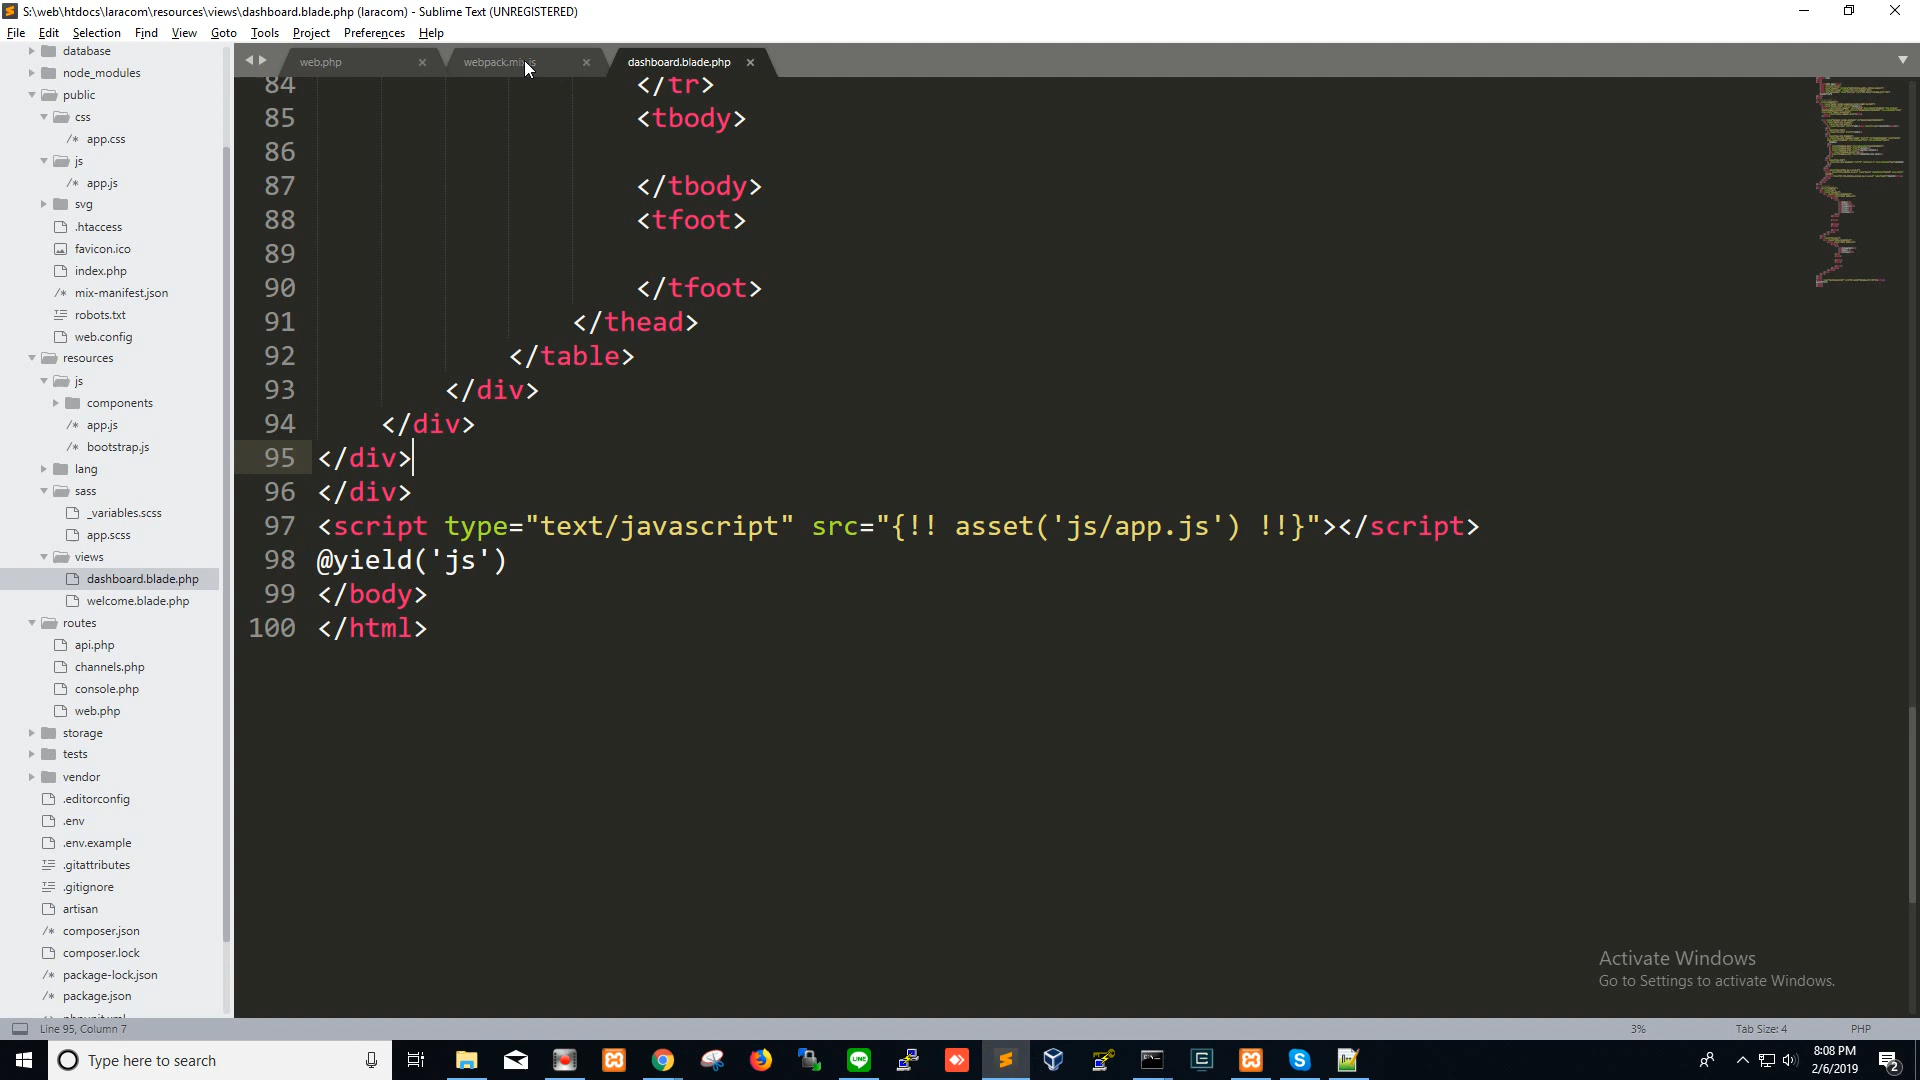 S:\web\htdocs\laracom\resources\views\dashboard.blade.php (laracom) - Sublime Text (UNREGISTERED)
File Edit Selection Find View Goto Tools Project Preferences Help
database
node_modules
public
css
/* app.css
js
/* app.js
svg
.htaccess
favicon.ico
index.php
/* mix-manifest.json
robots.txt
web.config
resources
js
components
/* app.js
/* bootstrap.js
lang
sass
_variables.scss
app.scss
views
dashboard.blade.php
welcome.blade.php
routes
api.php
channels.php
console.php
web.php
storage
tests
vendor
.editorconfig
.env
.env.example
.gitattributes
.gitignore
artisan
/* composer.json
composer.lock
/* package-lock.json
/* package.json
web.php webpack.mix.js dashboard.blade.php
84 </tr>
85 <tbody>
86
87 </tbody>
88 <tfoot>
89
90 </tfoot>
91 </thead>
92 </table>
93 </div>
94 </div>
95 </div>
96 </div>
97 <script type="text/javascript" src="{!! asset('js/app.js') !!}"></script>
98 @yield('js')
99 </body>
100 </html>
Activate Windows
Go to Settings to activate Windows.
Line 95, Column 7 3% Tab Size: 4 PHP
Type here to search
8:08 PM
2/6/2019
2